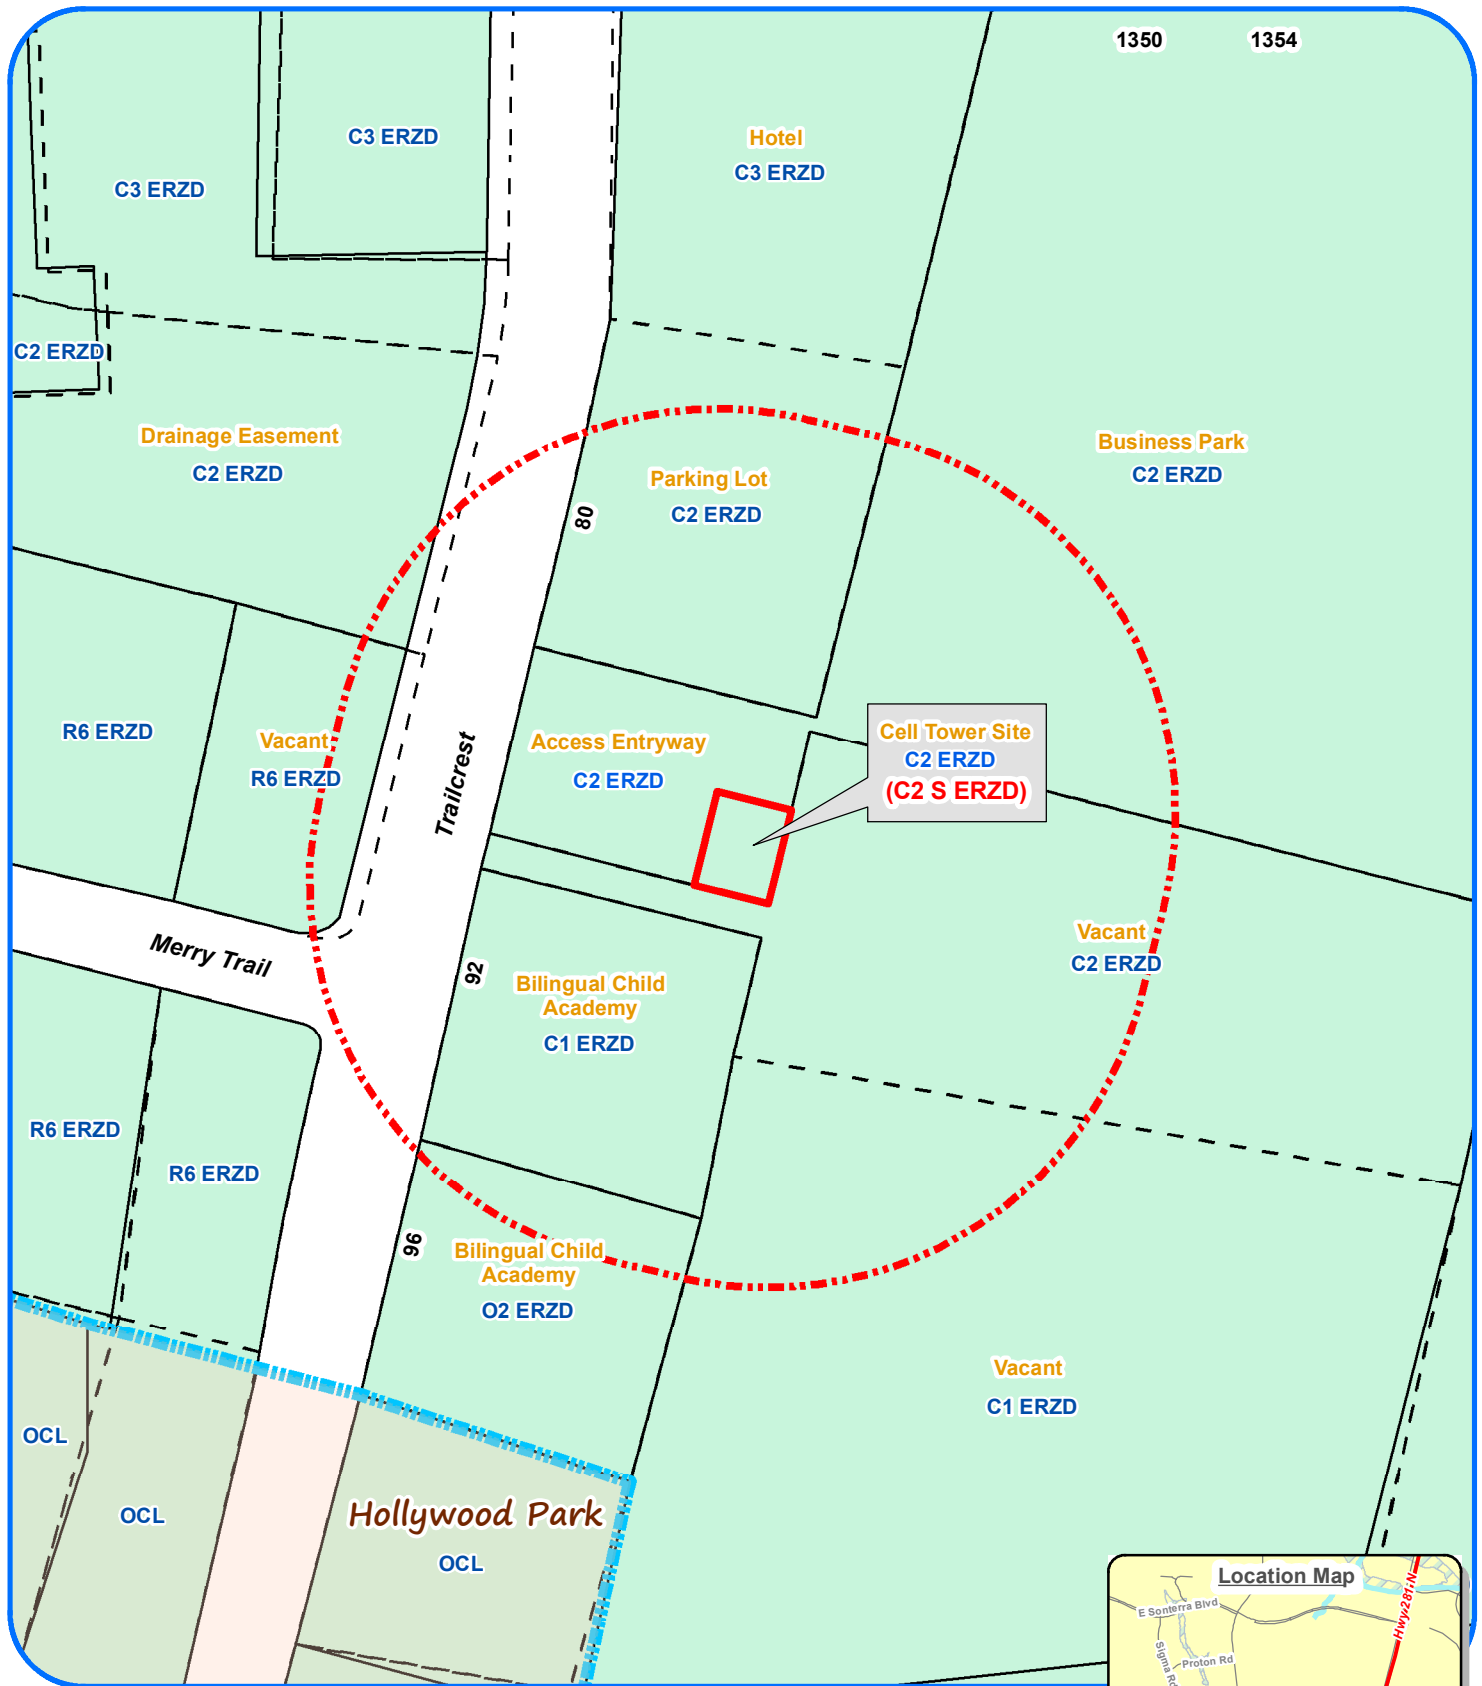 1350
1354
C3 ERZD
Hotel
C3 ERZD
C3 ERZD
C2 ERZD
Drainage Easement
C2 ERZD
Business Park
C2 ERZD
Parking Lot
C2 ERZD
80
R6 ERZD
Vacant
R6 ERZD
Trailcrest
Access Entryway
C2 ERZD
Cell Tower Site
C2 ERZD
(C2 S ERZD)
Merry Trail
92
Vacant
C2 ERZD
Bilingual Child
Academy
C1 ERZD
R6 ERZD
R6 ERZD
96
Bilingual Child
Academy
O2 ERZD
Vacant
C1 ERZD
OCL
OCL
Hollywood Park
OCL
Location Map
E Sonterra Blvd
Hwy 281 N
Sigma Rd
Proton Rd